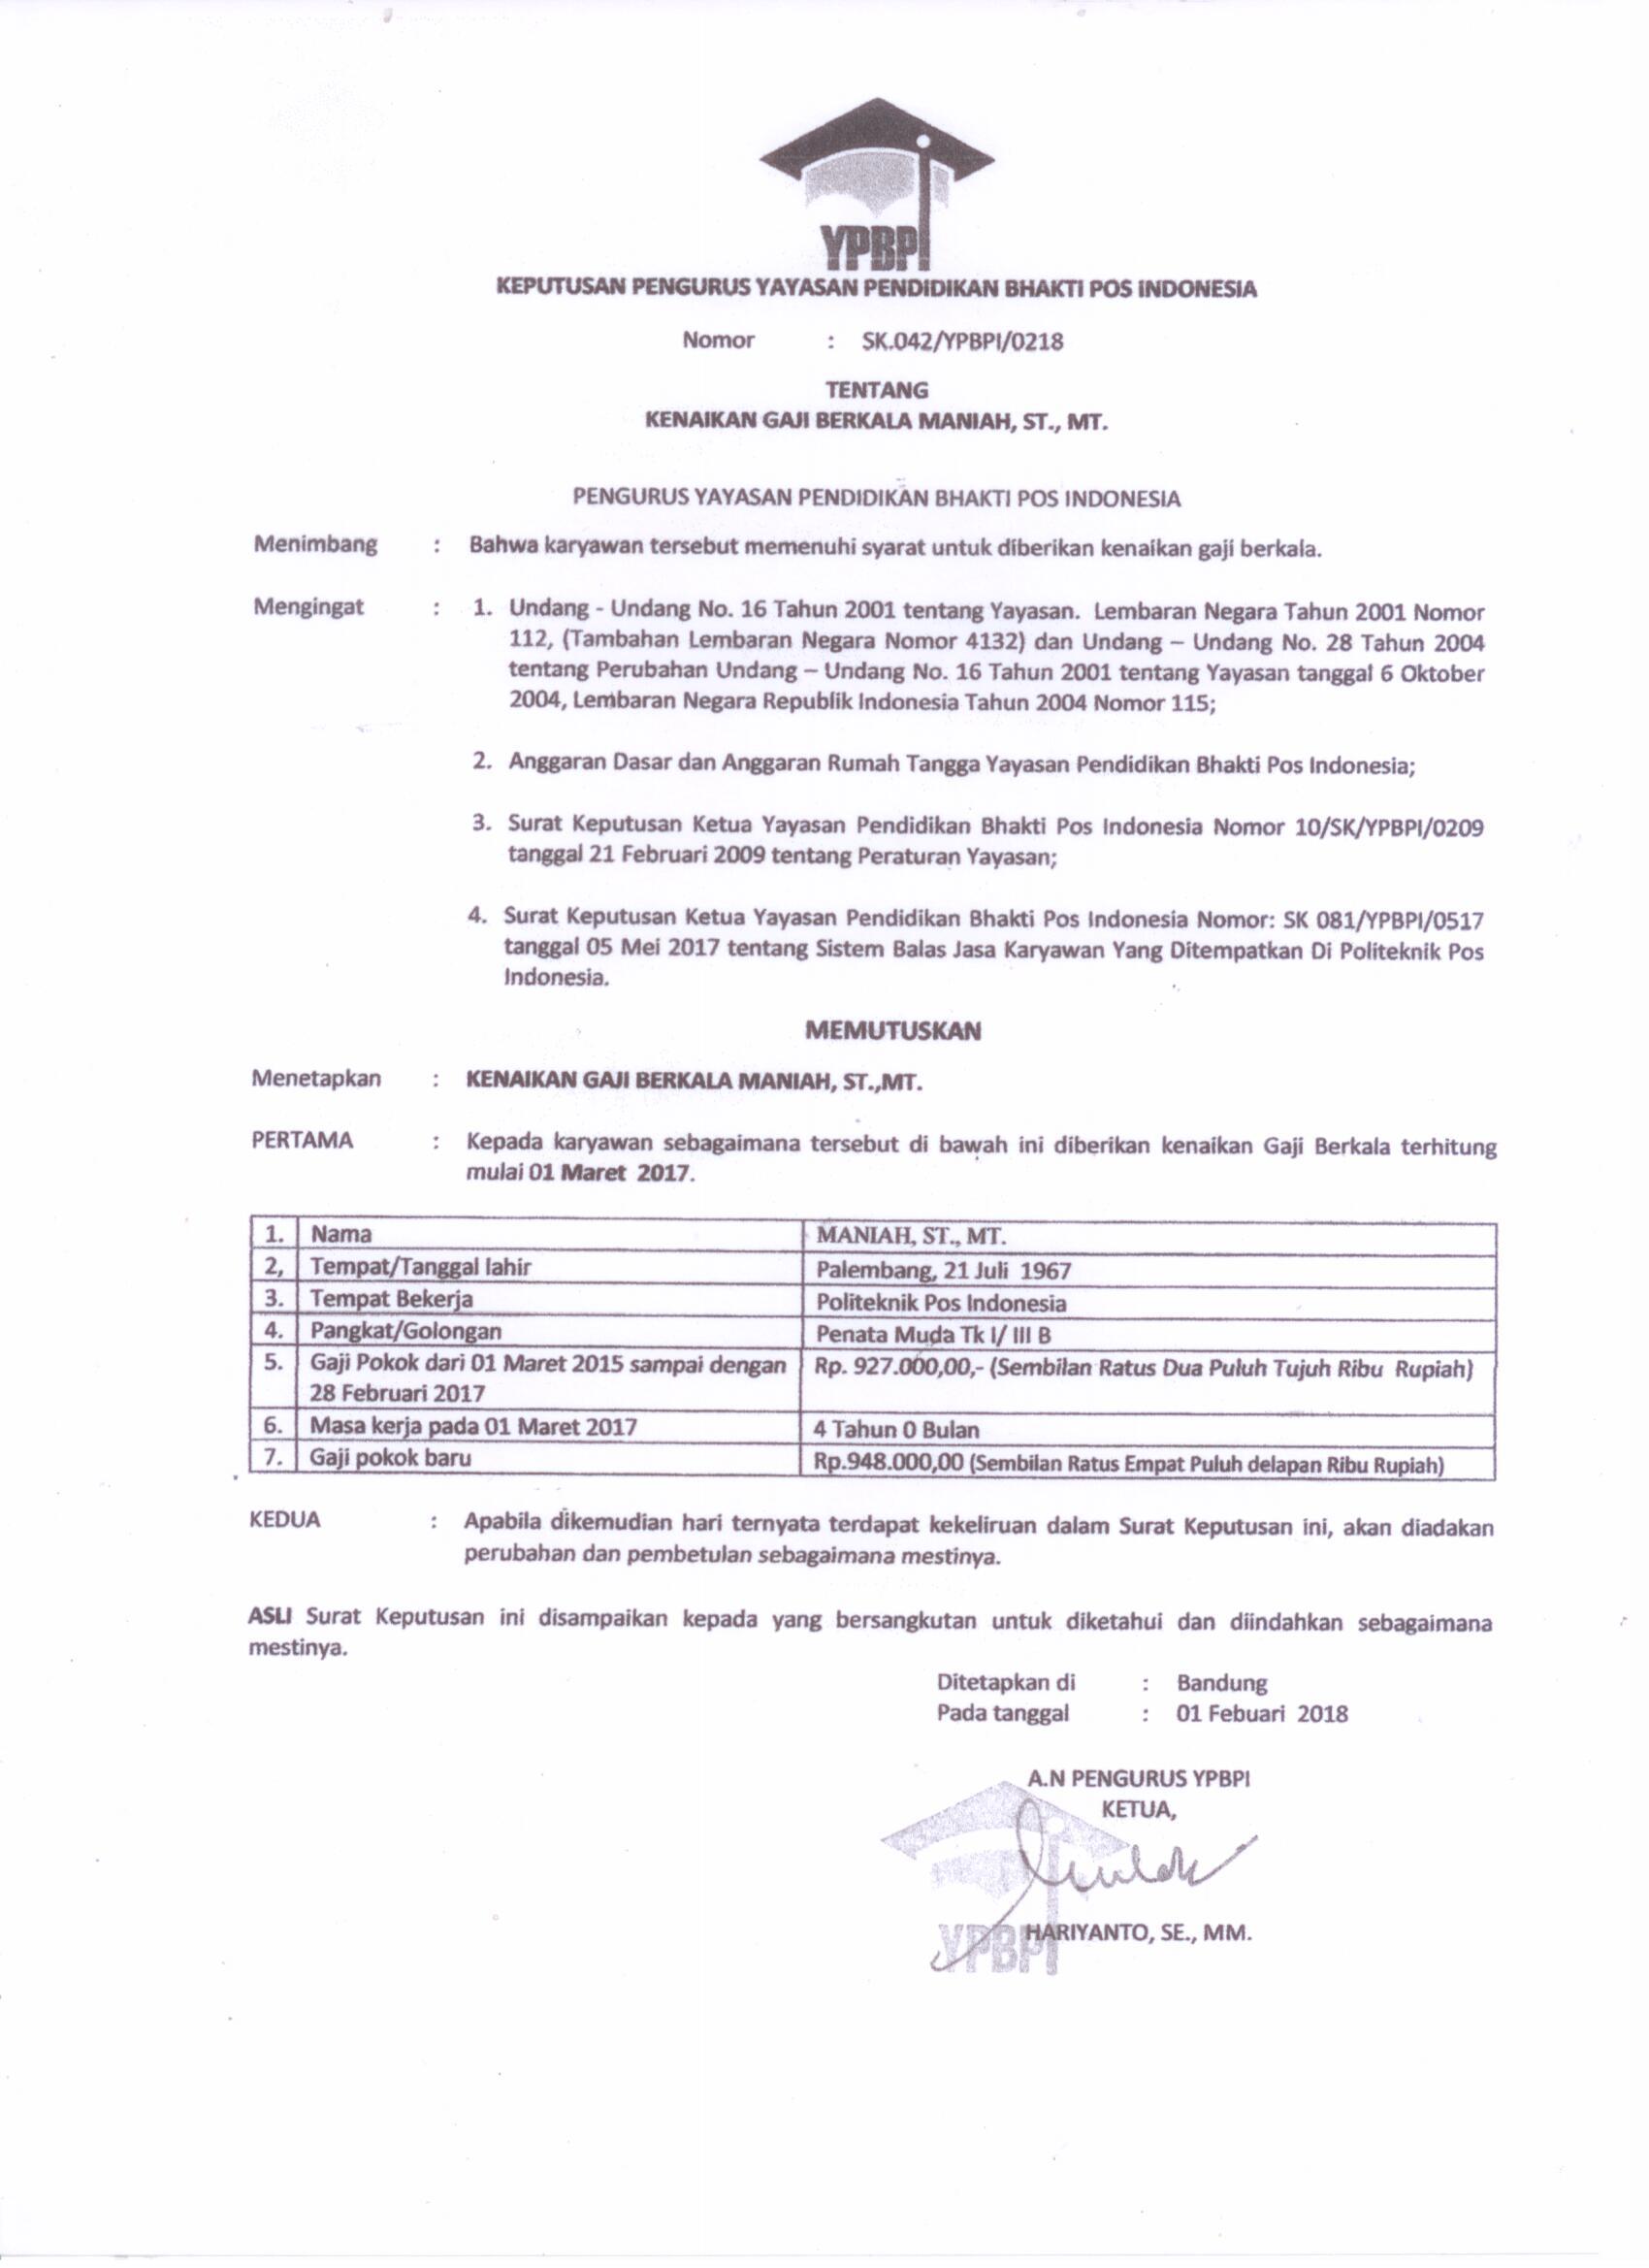 YPBPI
KEPUTUSAN PENGURUS YAYASAN PENDIDIKAN BHAKTI POS INDONESIA
Nomor : SK.042/YPBPI/0218
TENTANG
KENAIKAN GAJI BERKALA MANIAH, ST., MT.
PENGURUS YAYASAN PENDIDIKAN BHAKTI POS INDONESIA
Menimbang : Bahwa karyawan tersebut memenuhi syarat untuk diberikan kenaikan gaji berkala.
Mengingat : 1. Undang - Undang No. 16 Tahun 2001 tentang Yayasan. Lembaran Negara Tahun 2001 Nomor
112, (Tambahan Lembaran Negara Nomor 4132) dan Undang – Undang No. 28 Tahun 2004
tentang Perubahan Undang – Undang No. 16 Tahun 2001 tentang Yayasan tanggal 6 Oktober
2004, Lembaran Negara Republik Indonesia Tahun 2004 Nomor 115;
2. Anggaran Dasar dan Anggaran Rumah Tangga Yayasan Pendidikan Bhakti Pos Indonesia;
3. Surat Keputusan Ketua Yayasan Pendidikan Bhakti Pos Indonesia Nomor 10/SK/YPBPI/0209
tanggal 21 Februari 2009 tentang Peraturan Yayasan;
4. Surat Keputusan Ketua Yayasan Pendidikan Bhakti Pos Indonesia Nomor: SK 081/YPBPI/0517
tanggal 05 Mei 2017 tentang Sistem Balas Jasa Karyawan Yang Ditempatkan Di Politeknik Pos
Indonesia.
MEMUTUSKAN
Menetapkan : KENAIKAN GAJI BERKALA MANIAH, ST.,MT.
PERTAMA : Kepada karyawan sebagaimana tersebut di bawah ini diberikan kenaikan Gaji Berkala terhitung
mulai 01 Maret 2017.
1. Nama MANIAH, ST., MT.
2, Tempat/Tanggal lahir Palembang, 21 Juli 1967
3. Tempat Bekerja Politeknik Pos Indonesia
4. Pangkat/Golongan Penata Muda Tk I/ III B
5. Gaji Pokok dari 01 Maret 2015 sampai dengan Rp. 927.000,00,- (Sembilan Ratus Dua Puluh Tujuh Ribu Rupiah)
28 Februari 2017
6. Masa kerja pada 01 Maret 2017 4 Tahun 0 Bulan
7. Gaji pokok baru Rp.948.000,00 (Sembilan Ratus Empat Puluh delapan Ribu Rupiah)
KEDUA : Apabila dikemudian hari ternyata terdapat kekeliruan dalam Surat Keputusan ini, akan diadakan
perubahan dan pembetulan sebagaimana mestinya.
ASLI Surat Keputusan ini disampaikan kepada yang bersangkutan untuk diketahui dan diindahkan sebagaimana
mestinya.
Ditetapkan di : Bandung
Pada tanggal : 01 Febuari 2018
A.N PENGURUS YPBPI
KETUA,
HARIYANTO, SE., MM.
YPBPI